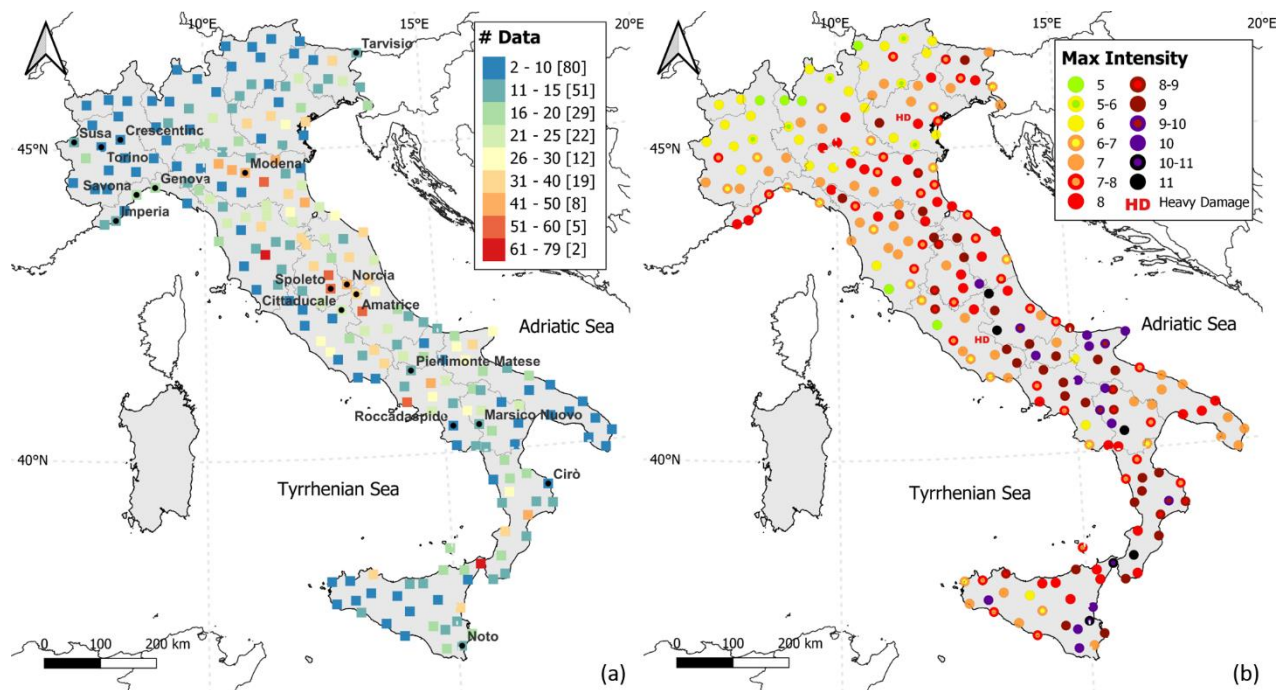 10°E
15°E
20°E
# Data
2 - 10 [80]
11 - 15 [51]
16 - 20 [29]
21 - 25 [22]
26 - 30 [12]
31 - 40 [19]
41 - 50 [8]
51 - 60 [5]
61 - 79 [2]
Tarvisio
Susa
Crescentinc
45°N
Torino
Modena
Savona
Genova
Imperia
Spoleto
Norcia
Cittaducale
Amatrice
Adriatic Sea
Pierlimonte Matese
Roccadaspide
Marsico Nuovo
40°N
Tyrrhenian Sea
Cirò
Noto
0
100
200 km
(a)
10°E
15°E
20°E
Max Intensity
5
5-6
6
6-7
7
7-8
8
8-9
9
9-10
10
10-11
11
HD Heavy Damage
HD
45°N
HD
HD
Adriatic Sea
40°N
Tyrrhenian Sea
0
100
200 km
(b)